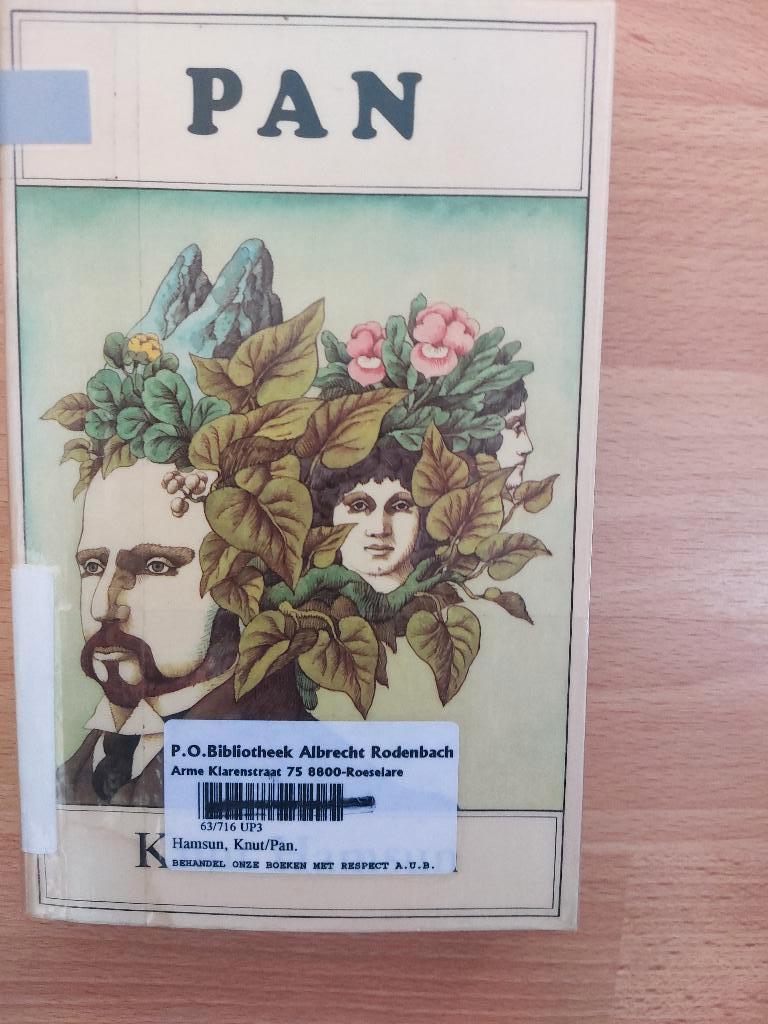 PAN
P.O.Bibliotheek Albrecht Rodenbach
Arme Klarenstraat 75 8800-Roeselare
63/716 UP3
Hamsun, Knut/Pan.
BEHANDEL ONZE BOEKEN MET RESPECT A.U.B.
K